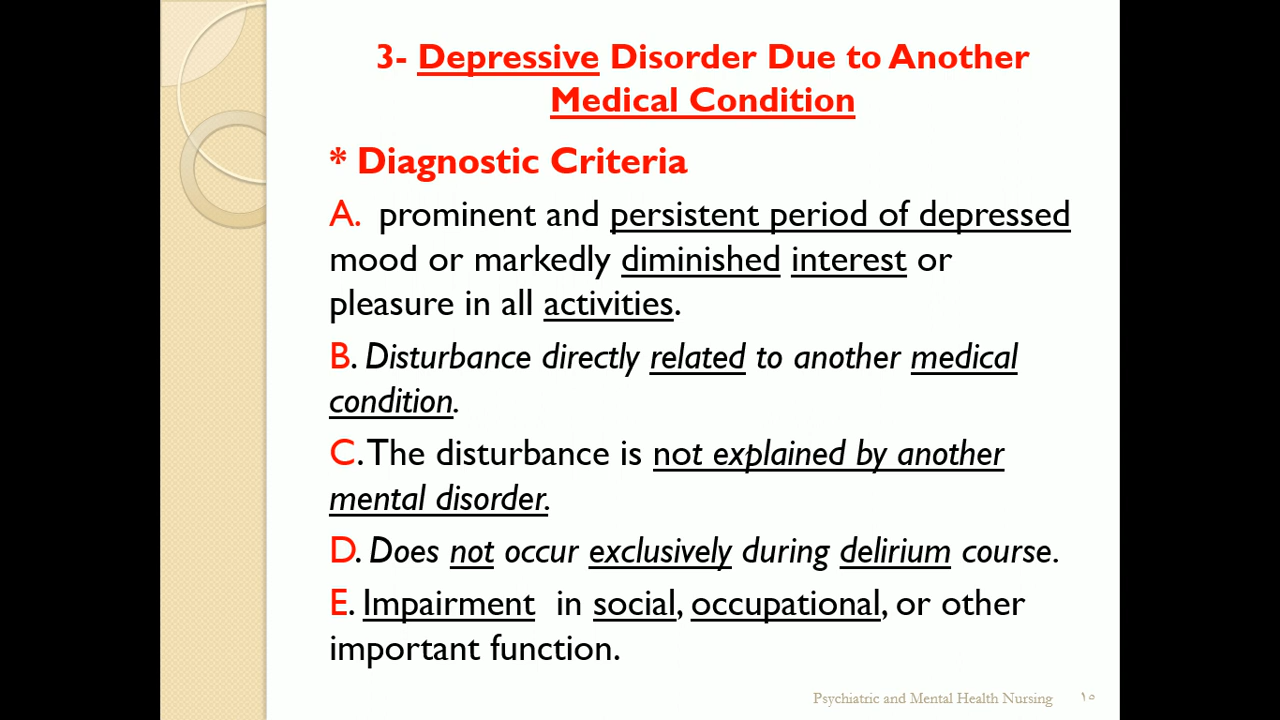 3- Depressive Disorder Due to Another
Medical Condition
* Diagnostic Criteria
A. prominent and persistent period of depressed
mood or markedly diminished interest or
pleasure in all activities.
B. Disturbance directly related to another medical
condition.
C. The disturbance is not explained by another
mental disorder.
D. Does not occur exclusively during delirium course.
E. Impairment in social, occupational, or other
important function.
Psychiatric and Mental Health Nursing ١٥